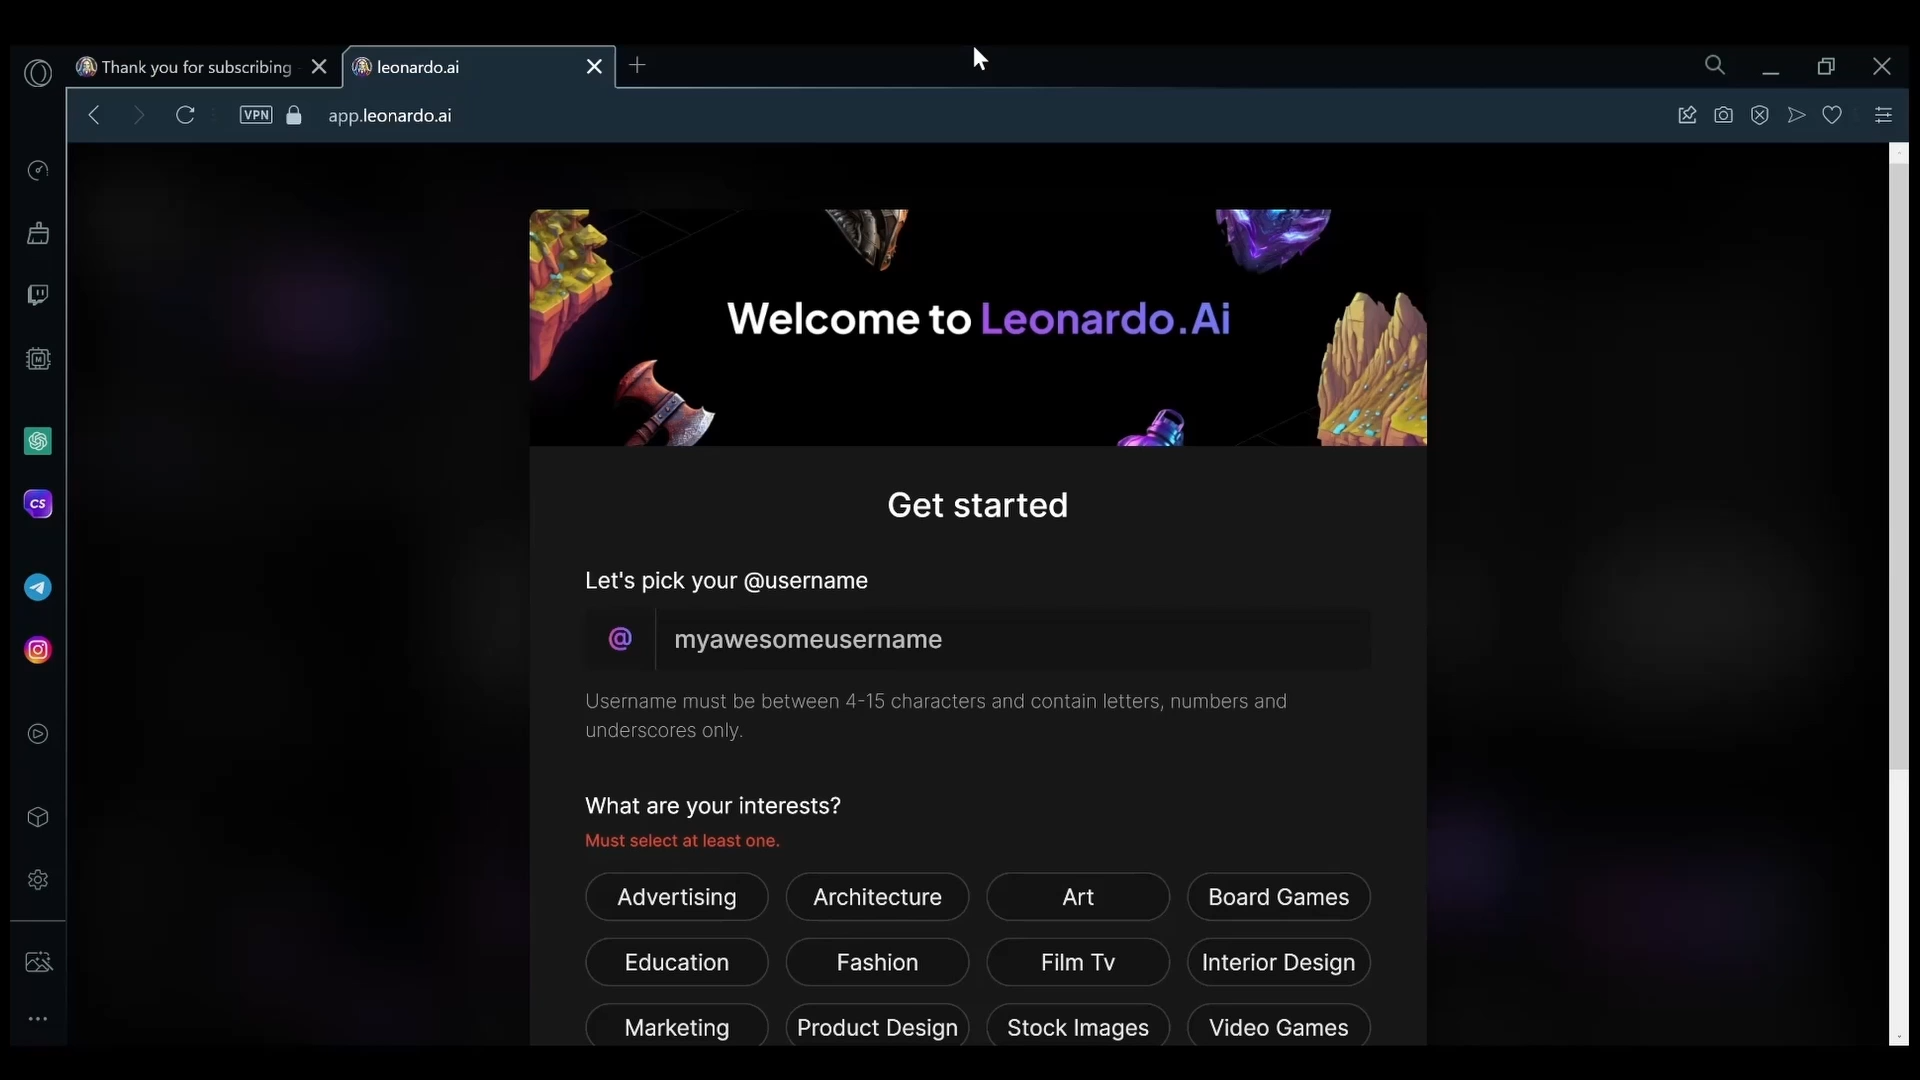 Thank you for subscribing
leonardo.ai
VPN
app.leonardo.ai
CS
Welcome to Leonardo.Ai
Get started
Let's pick your @username
@ myawesomeusername
Username must be between 4-15 characters and contain letters, numbers and
underscores only.
What are your interests?
Must select at least one.
Advertising Architecture Art Board Games
Education Fashion Film Tv Interior Design
Marketing Product Design Stock Images Video Games